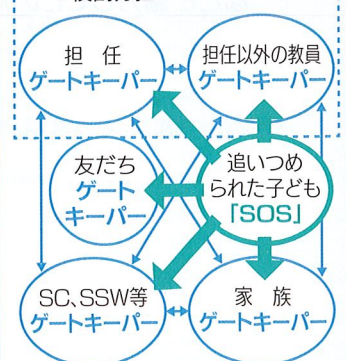 担 任
ゲートキーパー
担任以外の教員
ゲートキーパー
友だち
ゲート
キーパー
追いつめ
られた子ども
「SOS」
SC、SSW等
ゲートキーパー
家 族
ゲートキーパー